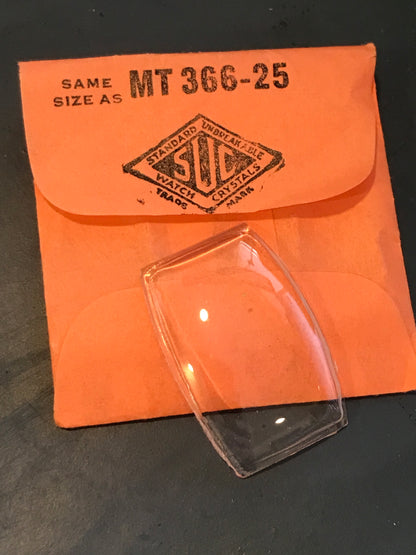 SAME
SIZE AS MT 366-25
STANDARD UNBREAKABLE
SUC
WATCH CRYSTALS
TRADE MARK